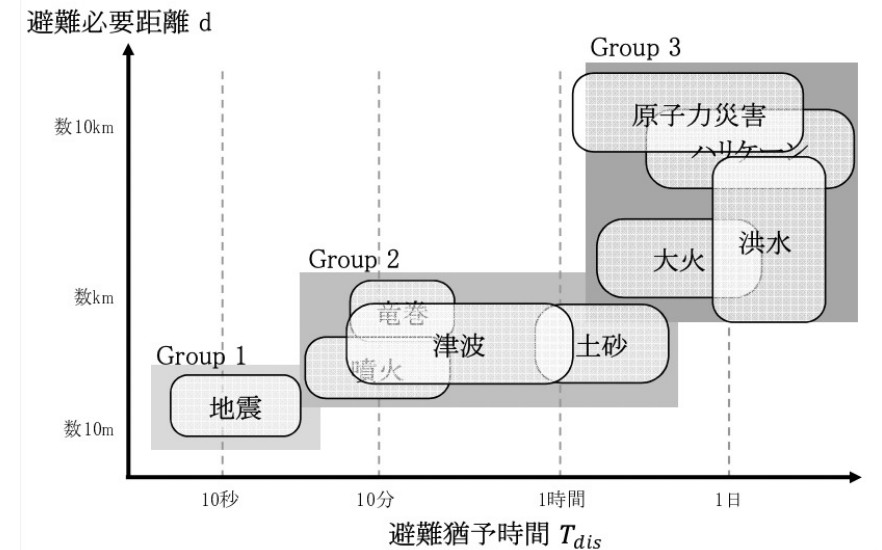 避難必要距離 d
Group 3
数10km
原子力災害
ハリケーン
洪水
大火
Group 2
数km
竜巻
津波
土砂
噴火
Group 1
地震
数10m
10秒
10分
1時間
1日
避難猶予時間 T_dis